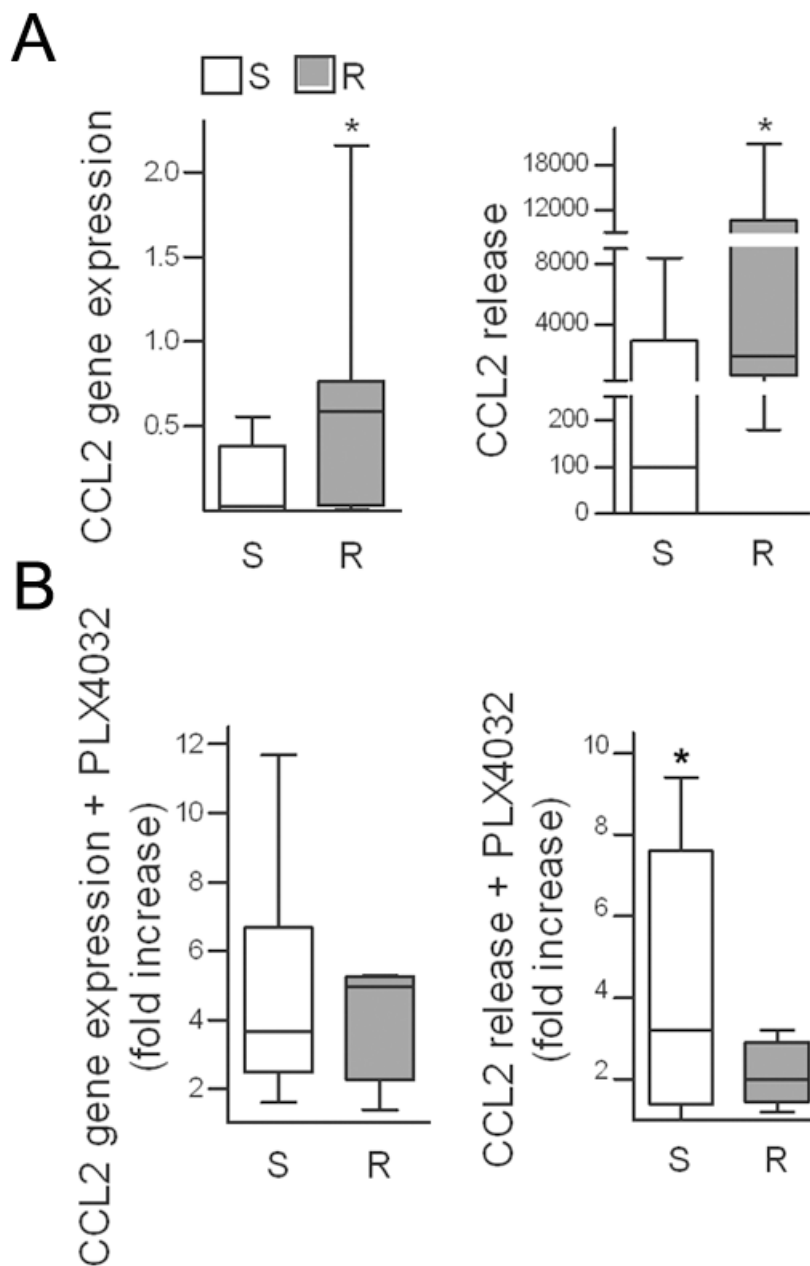 A
S R
CCL2 gene expression
2.0
1.5
1.0
0.5
*
S R
CCL2 release
18000
12000
8000
4000
200
100
0
*
S R
B
CCL2 gene expression + PLX4032
(fold increase)
12
10
8
6
4
2
S R
CCL2 release + PLX4032
(fold increase)
10
8
6
4
2
*
S R